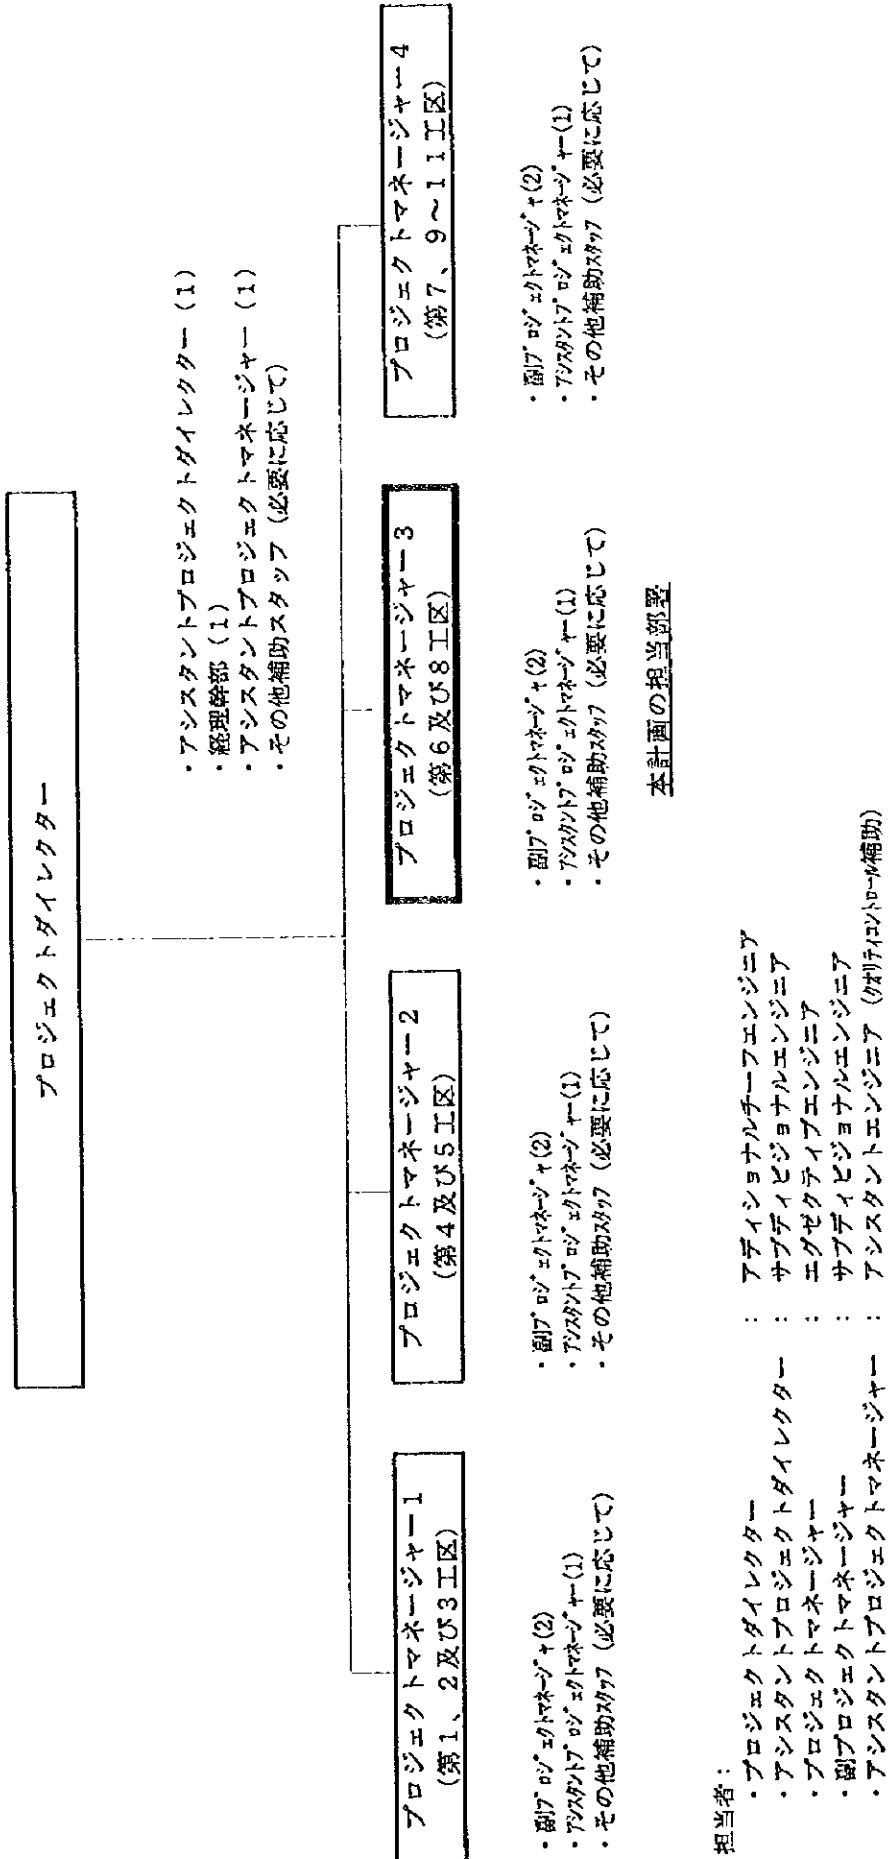 プロジェクトダイレクター
・アシスタントプロジェクトダイレクター (1)
・経理幹部 (1)
・アシスタントプロジェクトマネージャー (1)
・その他補助スタッフ (必要に応じて)
プロジェクトマネージャー1
(第1、2及び3工区)
・副プロジェクトマネージャ(2)
・アシスタントプロジェクトマネージャー(1)
・その他補助スタッフ (必要に応じて)
プロジェクトマネージャー2
(第4及び5工区)
・副プロジェクトマネージャ(2)
・アシスタントプロジェクトマネージャー(1)
・その他補助スタッフ (必要に応じて)
プロジェクトマネージャー3
(第6及び8工区)
・副プロジェクトマネージャ(2)
・アシスタントプロジェクトマネージャー(1)
・その他補助スタッフ (必要に応じて)
本計画の担当部署
プロジェクトマネージャー4
(第7、9~11工区)
・副プロジェクトマネージャ(2)
・アシスタントプロジェクトマネージャー(1)
・その他補助スタッフ (必要に応じて)
担当者:
・プロジェクトダイレクター : アディショナルチーフエンジニア
・アシスタントプロジェクトダイレクター : サブディビジョナルエンジニア
・プロジェクトマネージャー : エグゼクティブエンジニア
・副プロジェクトマネージャー : サブディビジョナルエンジニア
・アシスタントプロジェクトマネージャー : アシスタントエンジニア (クオリティコントロール補助)